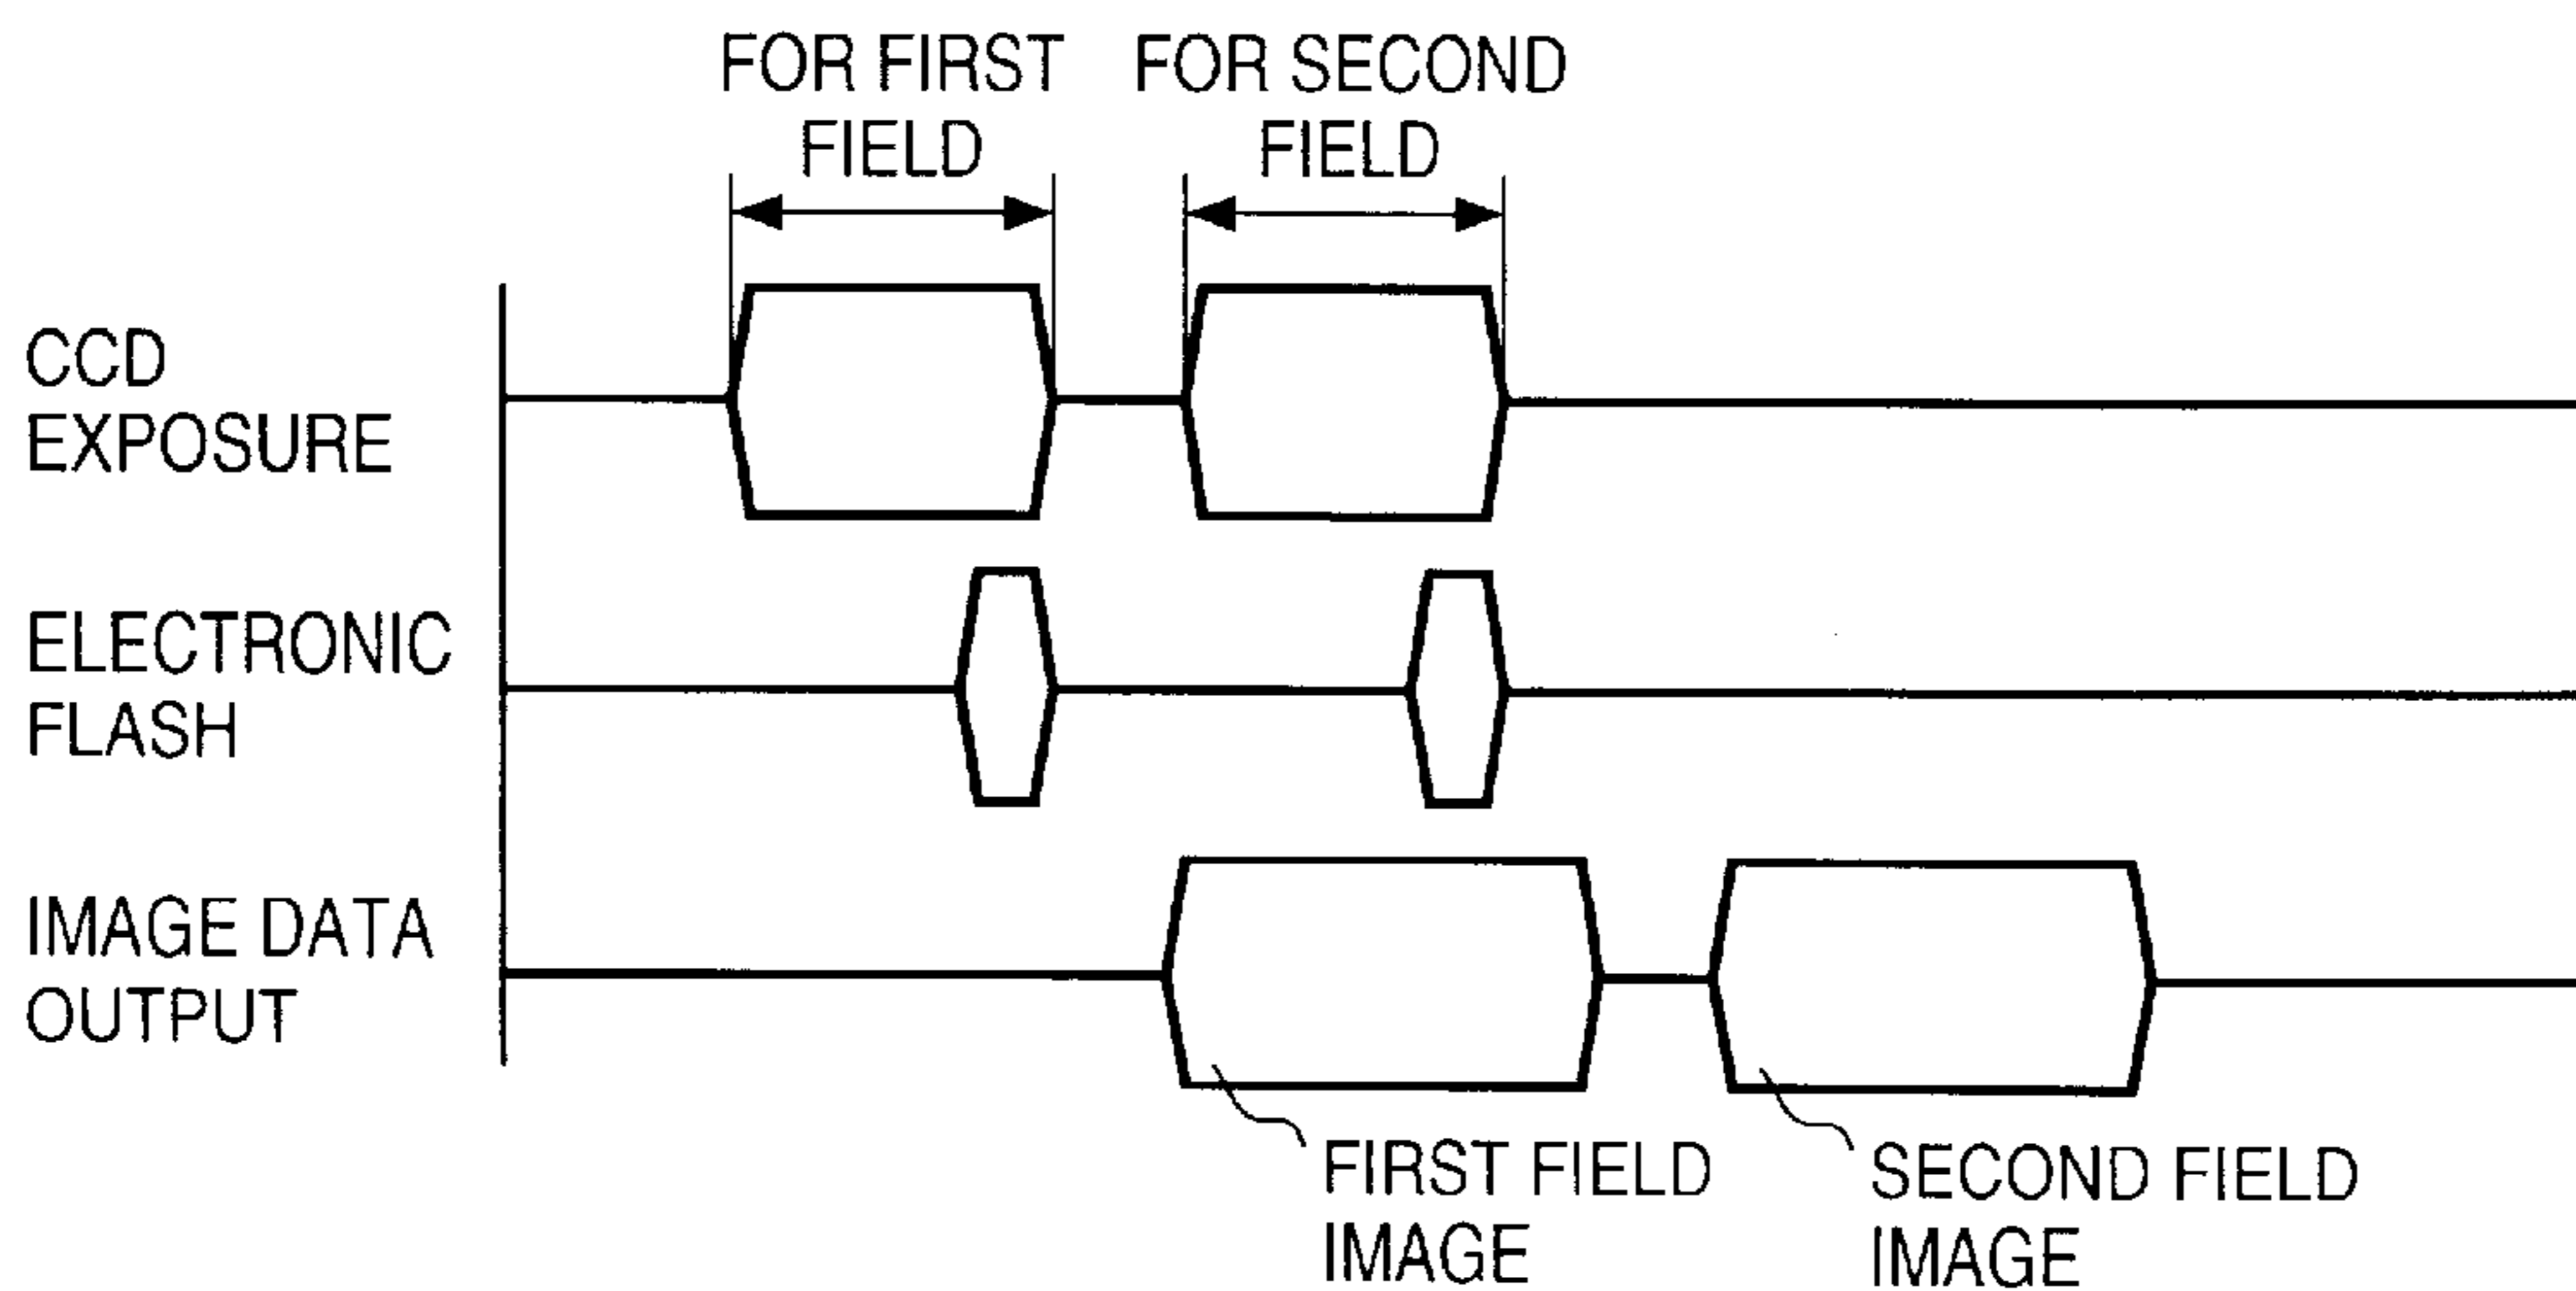 FOR FIRST
FIELD
FOR SECOND
FIELD
CCD
EXPOSURE
ELECTRONIC
FLASH
IMAGE DATA
OUTPUT
FIRST FIELD
IMAGE
SECOND FIELD
IMAGE